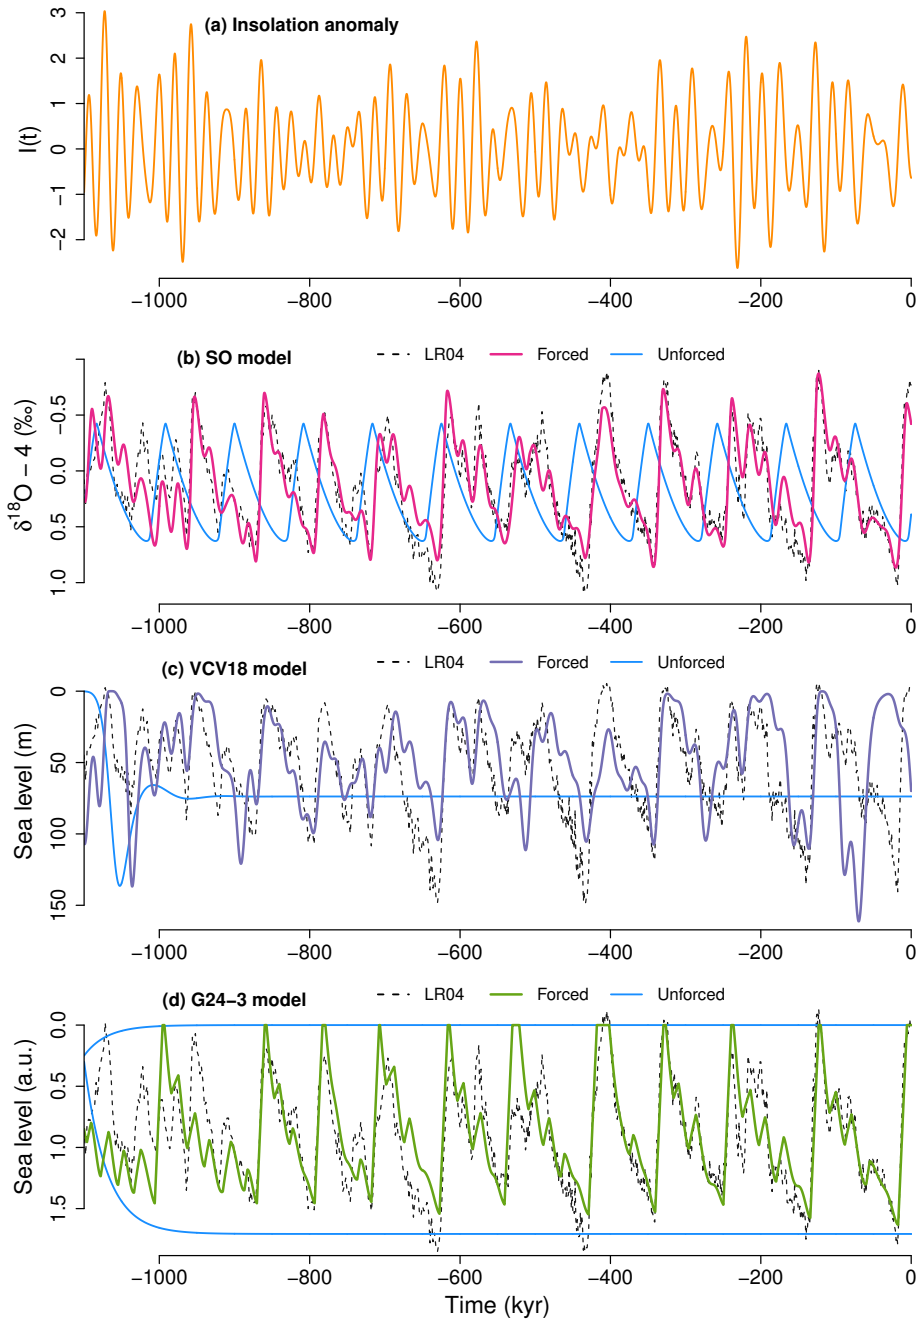 (a) Insolation anomaly
I(t)
3
2
1
0
−1
−2
−1000 −800 −600 −400 −200 0
(b) SO model LR04 Forced Unforced
δ¹⁸O − 4 (‰)
−0.5
0.0
0.5
1.0
−1000 −800 −600 −400 −200 0
(c) VCV18 model LR04 Forced Unforced
Sea level (m)
0
50
100
150
−1000 −800 −600 −400 −200 0
(d) G24−3 model LR04 Forced Unforced
Sea level (a.u.)
0.0
0.5
1.0
1.5
−1000 −800 −600 −400 −200 0
Time (kyr)